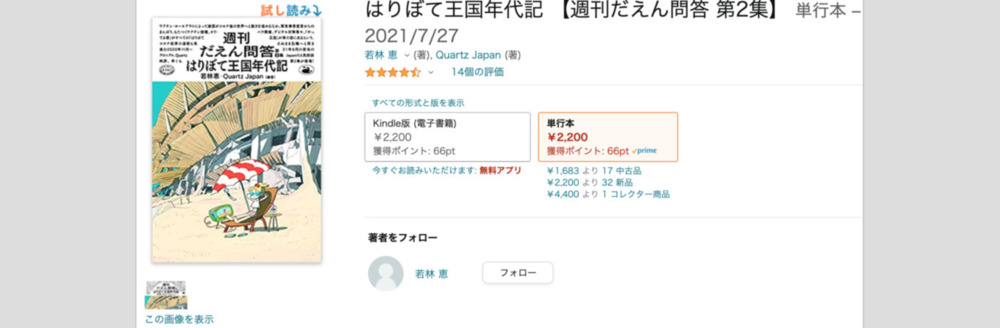 試し読み
はりぼて王国年代記 【週刊だえん問答 第2集】 単行本 –
2021/7/27
若林 恵 (著), Quartz Japan (著)
14個の評価
週刊
だえん問答
はりぼて王国年代記
若林恵・Quartz Japan
すべての形式と版を表示
Kindle版 (電子書籍)
￥2,200
獲得ポイント: 66pt
今すぐお読みいただけます: 無料アプリ
単行本
￥2,200
獲得ポイント: 66pt prime
￥1,683 より 17 中古品
￥2,200 より 32 新品
￥4,400 より 1 コレクター商品
著者をフォロー
若林 恵
フォロー
この画像を表示